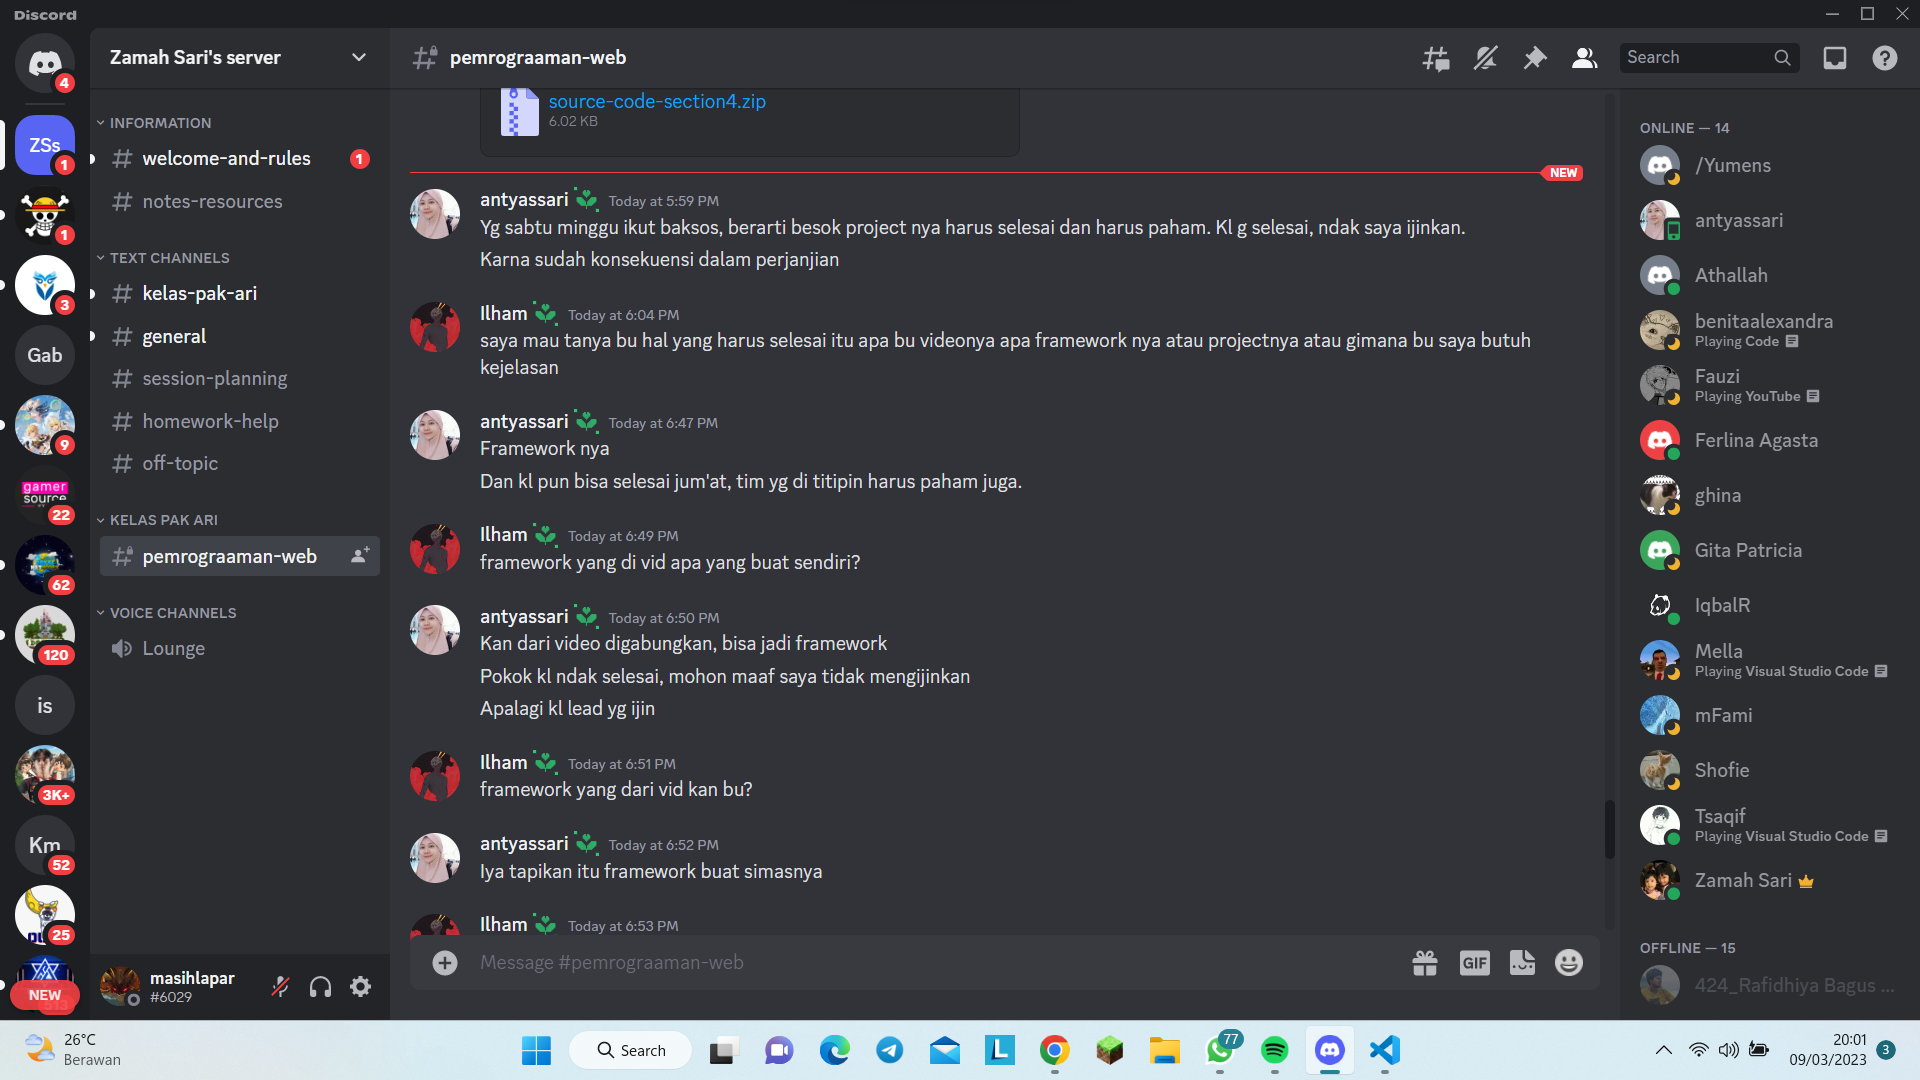 Discord
4
ZSs
1
1
3
Gab
9
gamer
source
22
62
120
is
3K+
Km
52
25
NEW
Zamah Sari's server
INFORMATION
welcome-and-rules
1
notes-resources
TEXT CHANNELS
kelas-pak-ari
general
session-planning
homework-help
off-topic
KELAS PAK ARI
pemrograaman-web
VOICE CHANNELS
Lounge
masihlapar
#6029
pemrograaman-web
Search
source-code-section4.zip
6.02 KB
NEW
antyassari Today at 5:59 PM
Yg sabtu minggu ikut baksos, berarti besok project nya harus selesai dan harus paham. Kl g selesai, ndak saya ijinkan.
Karna sudah konsekuensi dalam perjanjian
Ilham Today at 6:04 PM
saya mau tanya bu hal yang harus selesai itu apa bu videonya apa framework nya atau projectnya atau gimana bu saya butuh
kejelasan
antyassari Today at 6:47 PM
Framework nya
Dan kl pun bisa selesai jum'at, tim yg di titipin harus paham juga.
Ilham Today at 6:49 PM
framework yang di vid apa yang buat sendiri?
antyassari Today at 6:50 PM
Kan dari video digabungkan, bisa jadi framework
Pokok kl ndak selesai, mohon maaf saya tidak mengijinkan
Apalagi kl lead yg ijin
Ilham Today at 6:51 PM
framework yang dari vid kan bu?
antyassari Today at 6:52 PM
Iya tapikan itu framework buat simasnya
Ilham Today at 6:53 PM
Message #pemrograaman-web
GIF
ONLINE — 14
/Yumens
antyassari
Athallah
benitaalexandra
Playing Code
Fauzi
Playing YouTube
Ferlina Agasta
ghina
Gita Patricia
IqbalR
Mella
Playing Visual Studio Code
mFami
Shofie
Tsaqif
Playing Visual Studio Code
Zamah Sari
OFFLINE — 15
424_Rafidhiya Bagus ...
26°C
Berawan
Search
L
77
20:01
09/03/2023
3